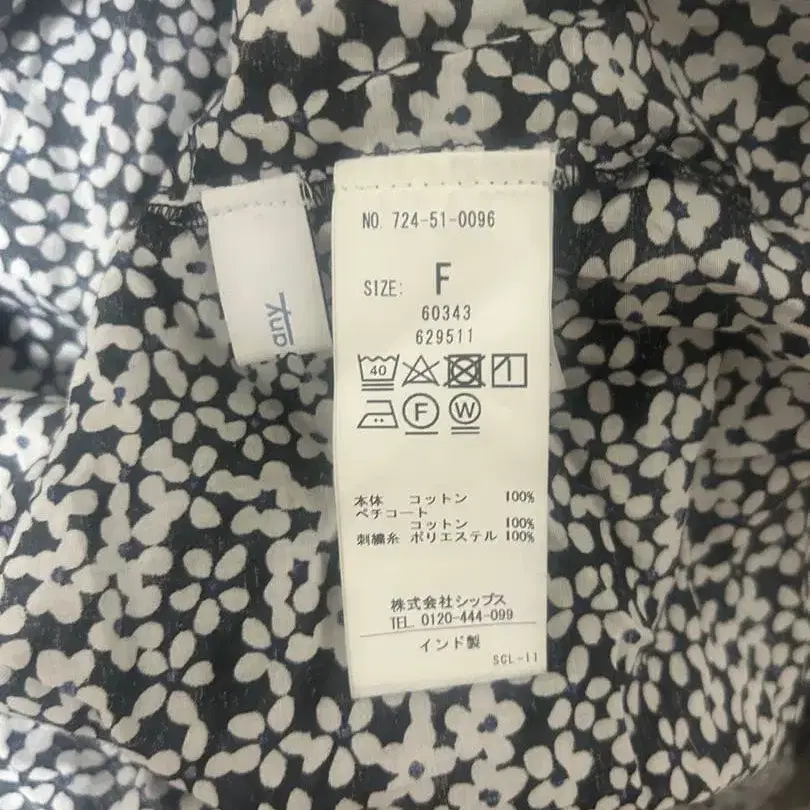 any
NO. 724-51-0096
SIZE: F
60343
629511
40
F W
本体 コットン 100%
ペチコート
コットン 100%
刺繍糸 ポリエステル 100%
株式会社シップス
TEL. 0120-444-099
インド製
SCL-11